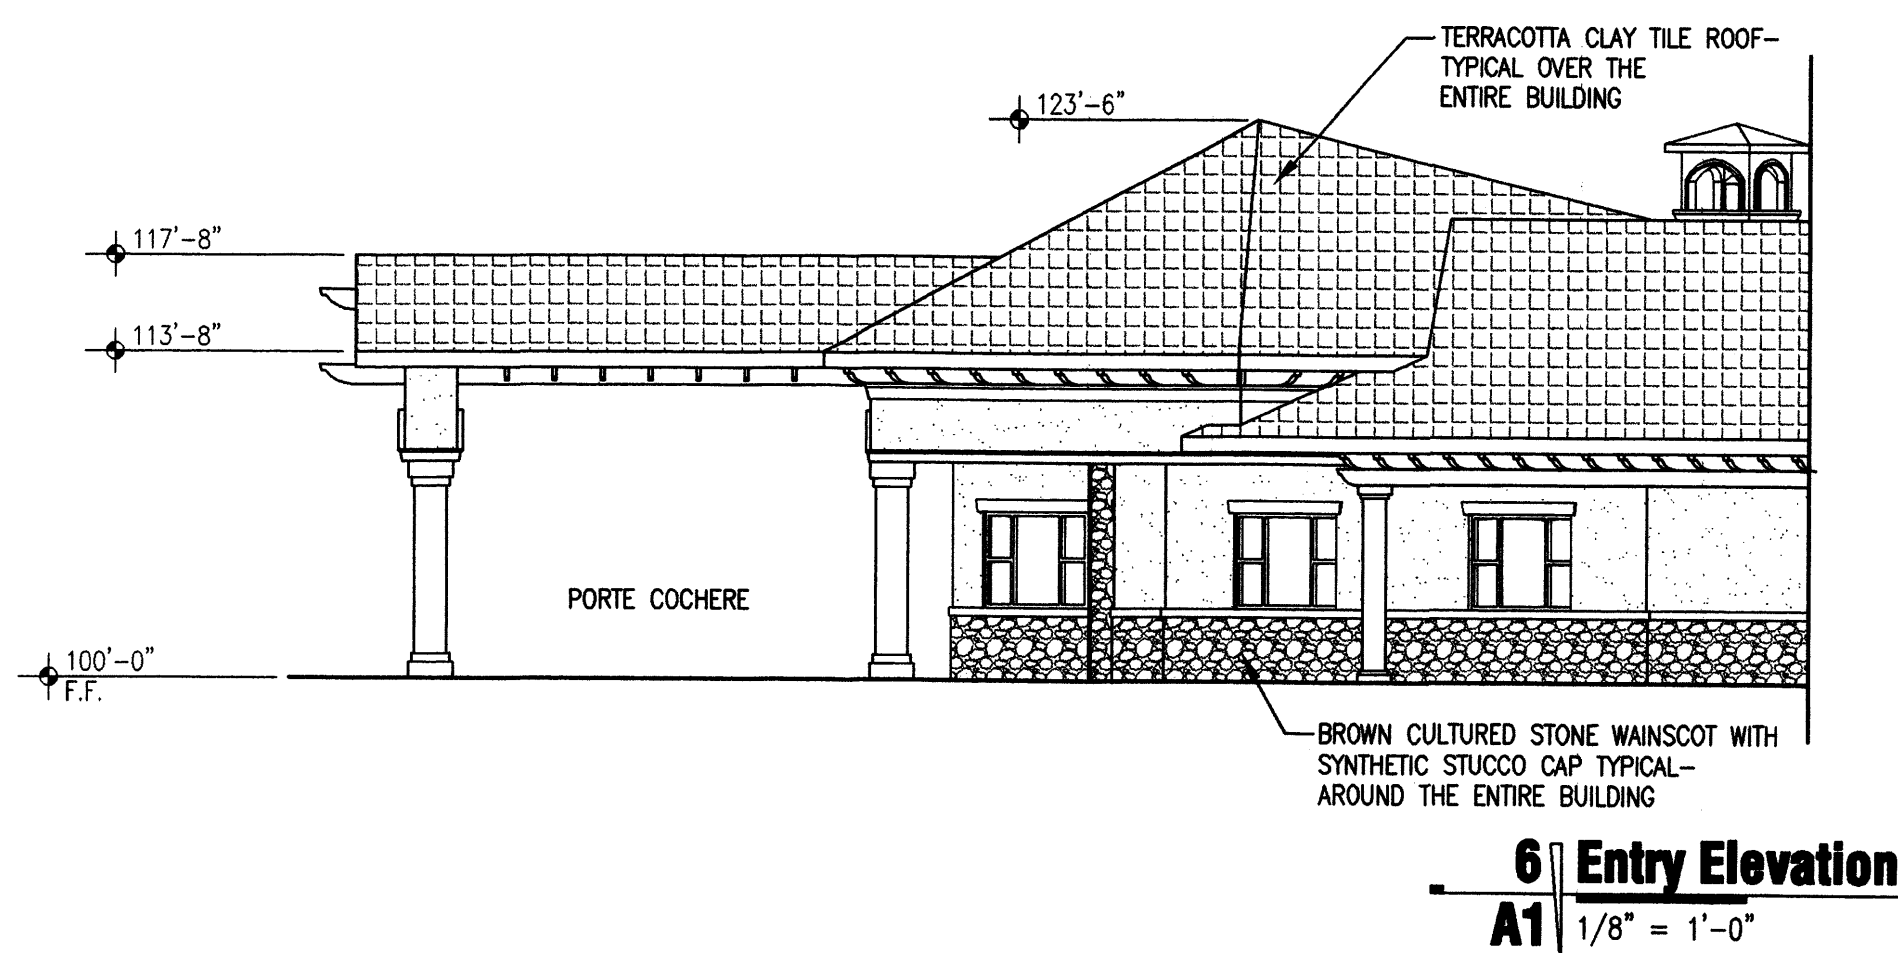 TERRACOTTA CLAY TILE ROOF-
TYPICAL OVER THE
ENTIRE BUILDING
123'-6"
117'-8"
113'-8"
PORTE COCHERE
100'-0"
F.F.
BROWN CULTURED STONE WAINSCOT WITH
SYNTHETIC STUCCO CAP TYPICAL-
AROUND THE ENTIRE BUILDING
6 Entry Elevation
A1 1/8" = 1'-0"